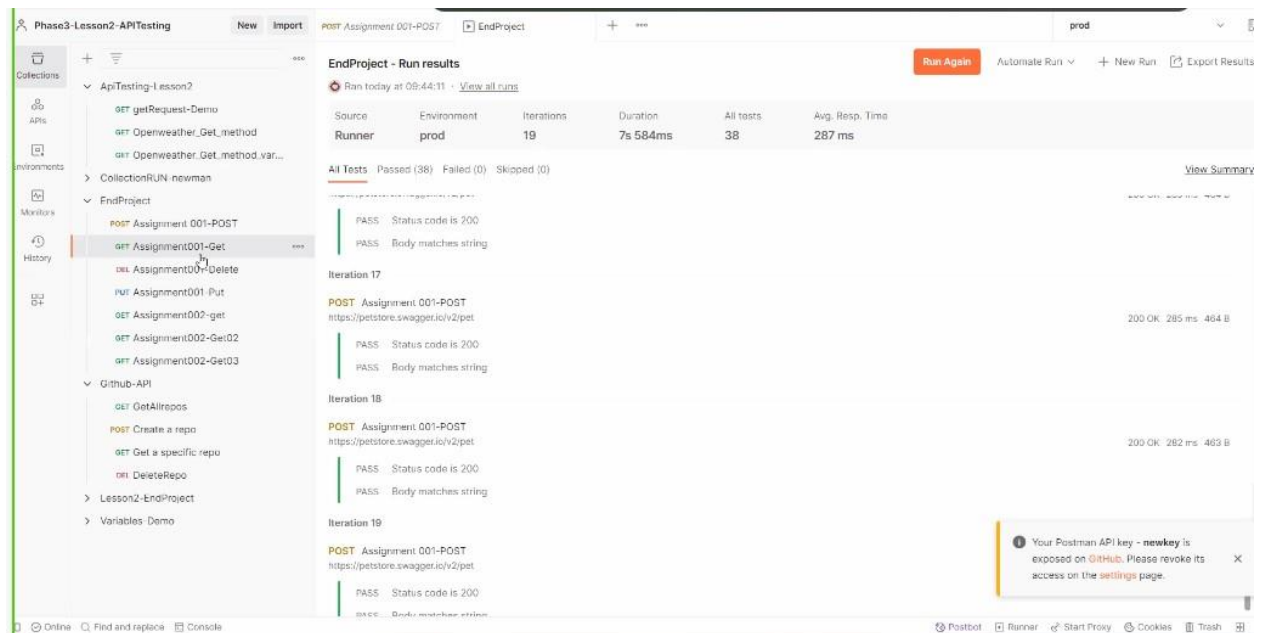 Phase3-Lesson2-APITesting New Import POST Assignment 001-POST EndProject prod
Collections
APIs
Environments
Monitors
History
ApiTesting-Lesson2
GET getRequest-Demo
GET Openweather_Get_method
GET Openweather_Get_method_var...
CollectionRUN-newman
EndProject
POST Assignment 001-POST
GET Assignment001-Get
DEL Assignment001-Delete
PUT Assignment001-Put
GET Assignment002-get
GET Assignment002-Get02
GET Assignment002-Get03
Github-API
GET GetAllrepos
POST Create a repo
GET Get a specific repo
DEL DeleteRepo
Lesson2-EndProject
Variables-Demo
EndProject - Run results
Run Again Automate Run + New Run Export Results
Ran today at 09:44:11 · View all runs
Source Environment Iterations Duration All tests Avg. Resp. Time
Runner prod 19 7s 584ms 38 287 ms
All Tests Passed (38) Failed (0) Skipped (0) View Summary
PASS Status code is 200
PASS Body matches string
Iteration 17
POST Assignment 001-POST
https://petstore.swagger.io/v2/pet 200 OK 285 ms 464 B
PASS Status code is 200
PASS Body matches string
Iteration 18
POST Assignment 001-POST
https://petstore.swagger.io/v2/pet 200 OK 282 ms 463 B
PASS Status code is 200
PASS Body matches string
Iteration 19
POST Assignment 001-POST
https://petstore.swagger.io/v2/pet
PASS Status code is 200
PASS Body matches string
Your Postman API key - newkey is
exposed on GitHub. Please revoke its
access on the settings page.
Online Find and replace Console Postbot Runner Start Proxy Cookies Trash